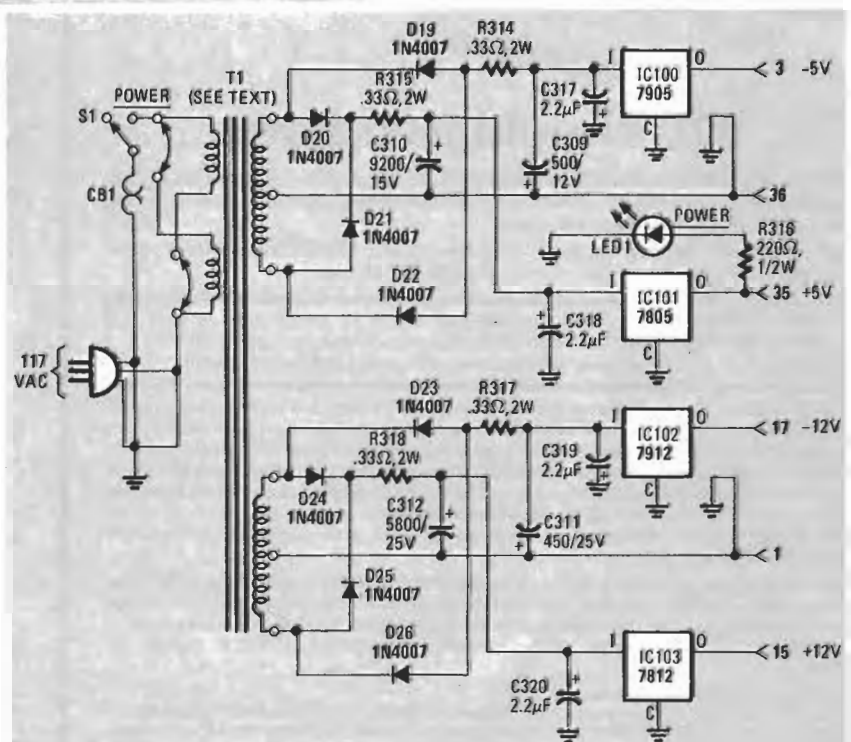 D19
1N4007
R314
.33Ω, 2W
T1
(SEE TEXT)
R315
.33Ω, 2W
POWER
S1
C317
2.2µF
I
IC100
7905
O
C
3 -5V
D20
1N4007
C310
9200/
15V
+
C309
500/
12V
+
CB1
36
D21
1N4007
POWER
LED1
R316
220Ω,
1/2W
D22
1N4007
C318
2.2µF
+
I
IC101
7805
O
C
35 +5V
117
VAC
D23
1N4007
R317
.33Ω, 2W
R318
.33Ω, 2W
C319
2.2µF
+
I
IC102
7912
O
C
17 -12V
D24
1N4007
C312
5800/
25V
+
C311
450/25V
+
1
D25
1N4007
D26
1N4007
C320
2.2µF
+
I
IC103
7812
O
C
15 +12V